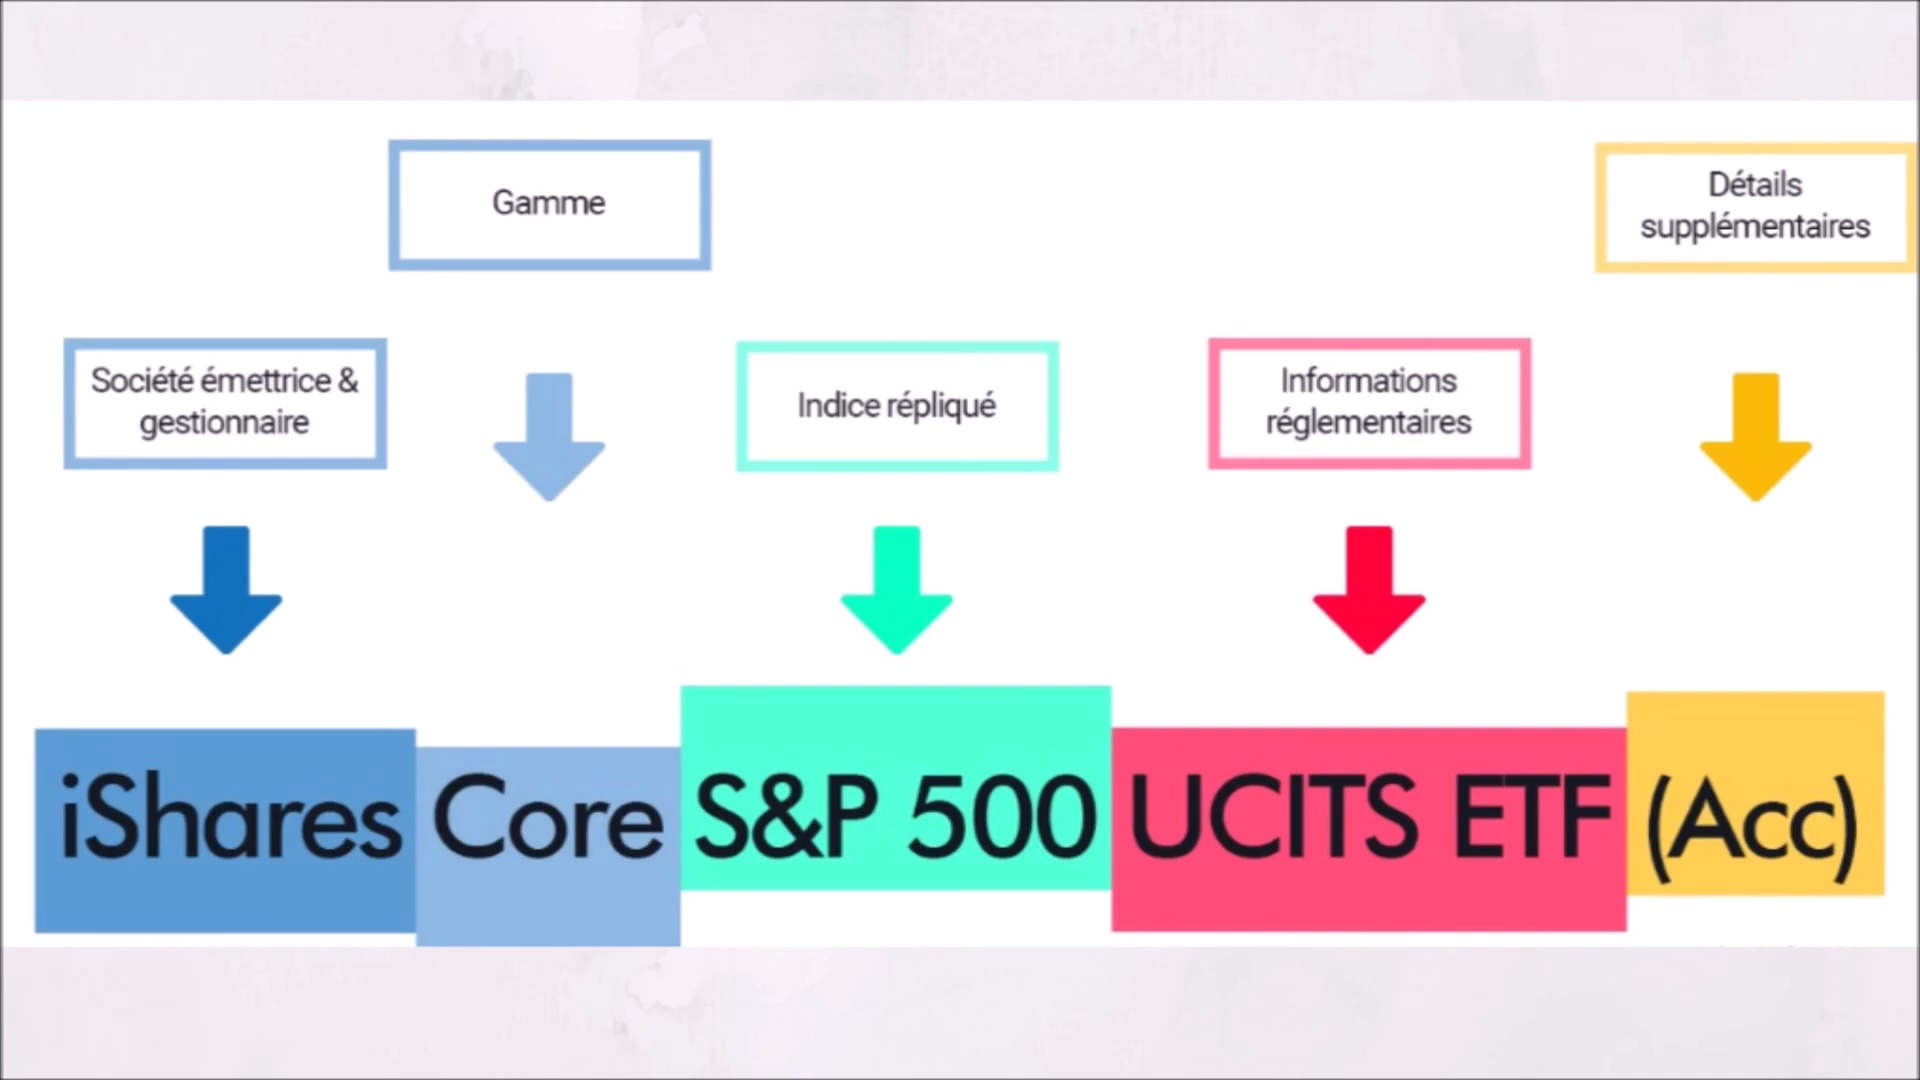 Gamme
Détails
supplémentaires
Société émettrice &
gestionnaire
Indice répliqué
Informations
réglementaires
iShares Core S&P 500 UCITS ETF (Acc)